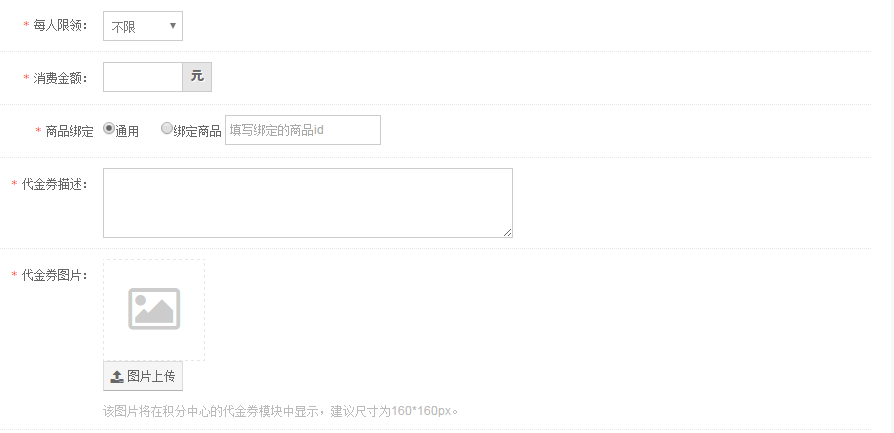 * 每人限领： 不限
* 消费金额： 元
* 商品绑定 通用 绑定商品 填写绑定的商品id
* 代金券描述：
* 代金券图片：
图片上传
该图片将在积分中心的代金券模块中显示，建议尺寸为160*160px。